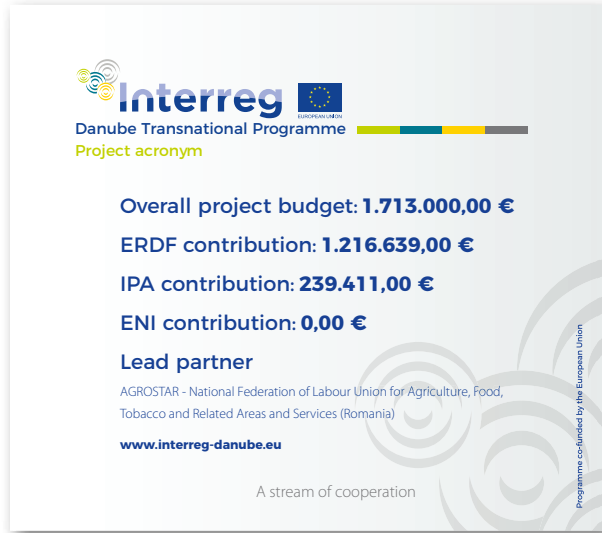 Interreg
EUROPEAN UNION
Danube Transnational Programme
Project acronym
Overall project budget: 1.713.000,00 €
ERDF contribution: 1.216.639,00 €
IPA contribution: 239.411,00 €
ENI contribution: 0,00 €
Lead partner
AGROSTAR - National Federation of Labour Union for Agriculture, Food,
Tobacco and Related Areas and Services (Romania)
www.interreg-danube.eu
A stream of cooperation
Programme co-funded by the European Union